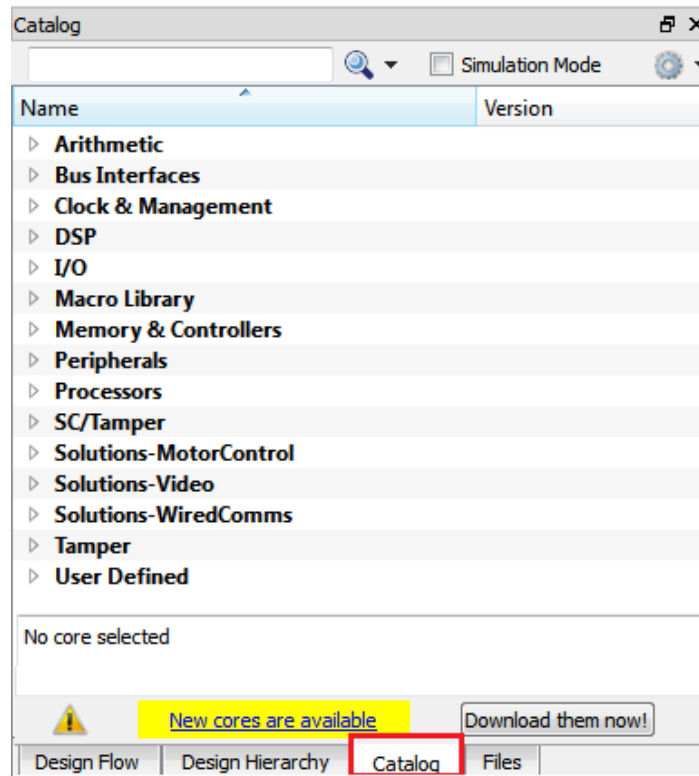 Catalog
Simulation Mode
Name Version
Arithmetic
Bus Interfaces
Clock & Management
DSP
I/O
Macro Library
Memory & Controllers
Peripherals
Processors
SC/Tamper
Solutions-MotorControl
Solutions-Video
Solutions-WiredComms
Tamper
User Defined
No core selected
New cores are available Download them now!
Design Flow Design Hierarchy Catalog Files